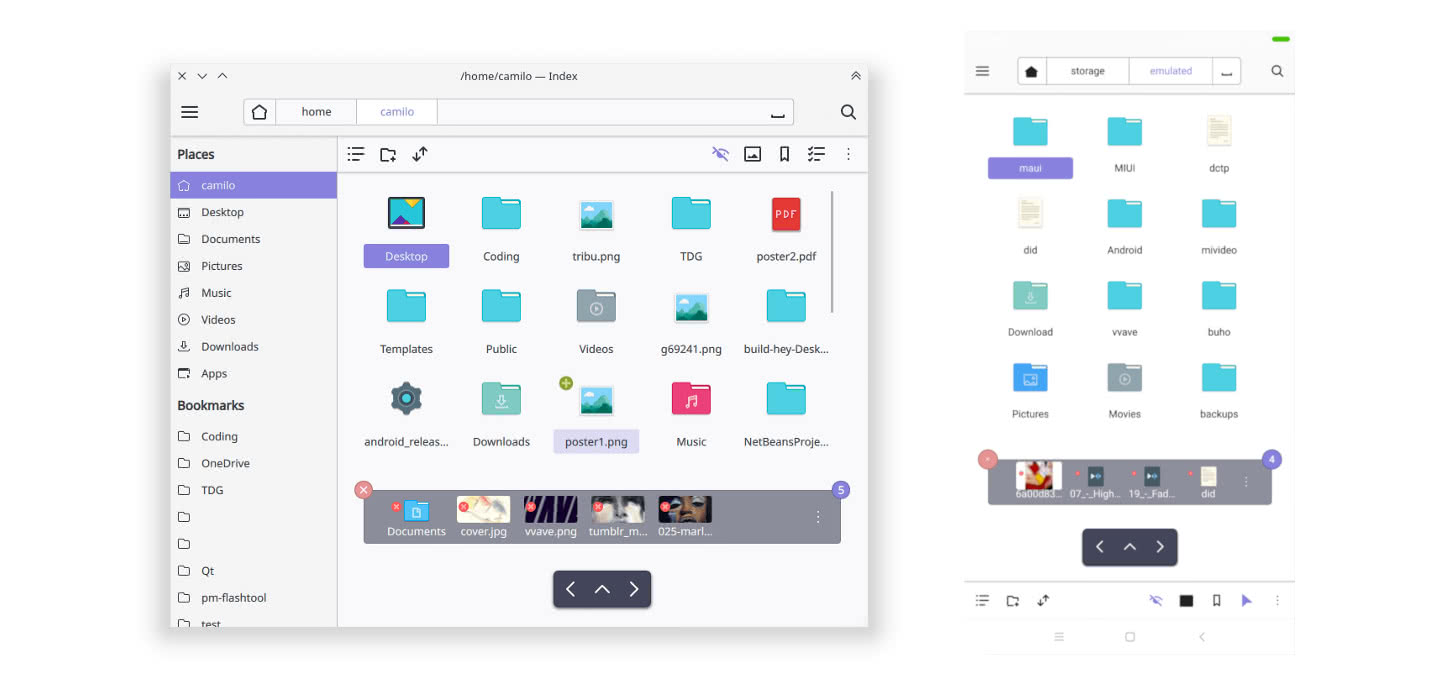 /home/camilo — Index
home camilo
Places
camilo
Desktop
Documents
Pictures
Music
Videos
Downloads
Apps
Bookmarks
Coding
OneDrive
TDG
Qt
pm-flashtool
test
Desktop Coding tribu.png TDG poster2.pdf
PDF
Templates Public Videos g69241.png build-hey-Desk...
android_releas... Downloads poster1.png Music NetBeansProje...
5
Documents cover.jpg vvave.png tumblr_m... 025-marl...
storage emulated
maui MIUI dctp
did Android mivideo
Download vvave buho
Pictures Movies backups
4
6a00d83... 07_-_High... 19_-_Fad... did